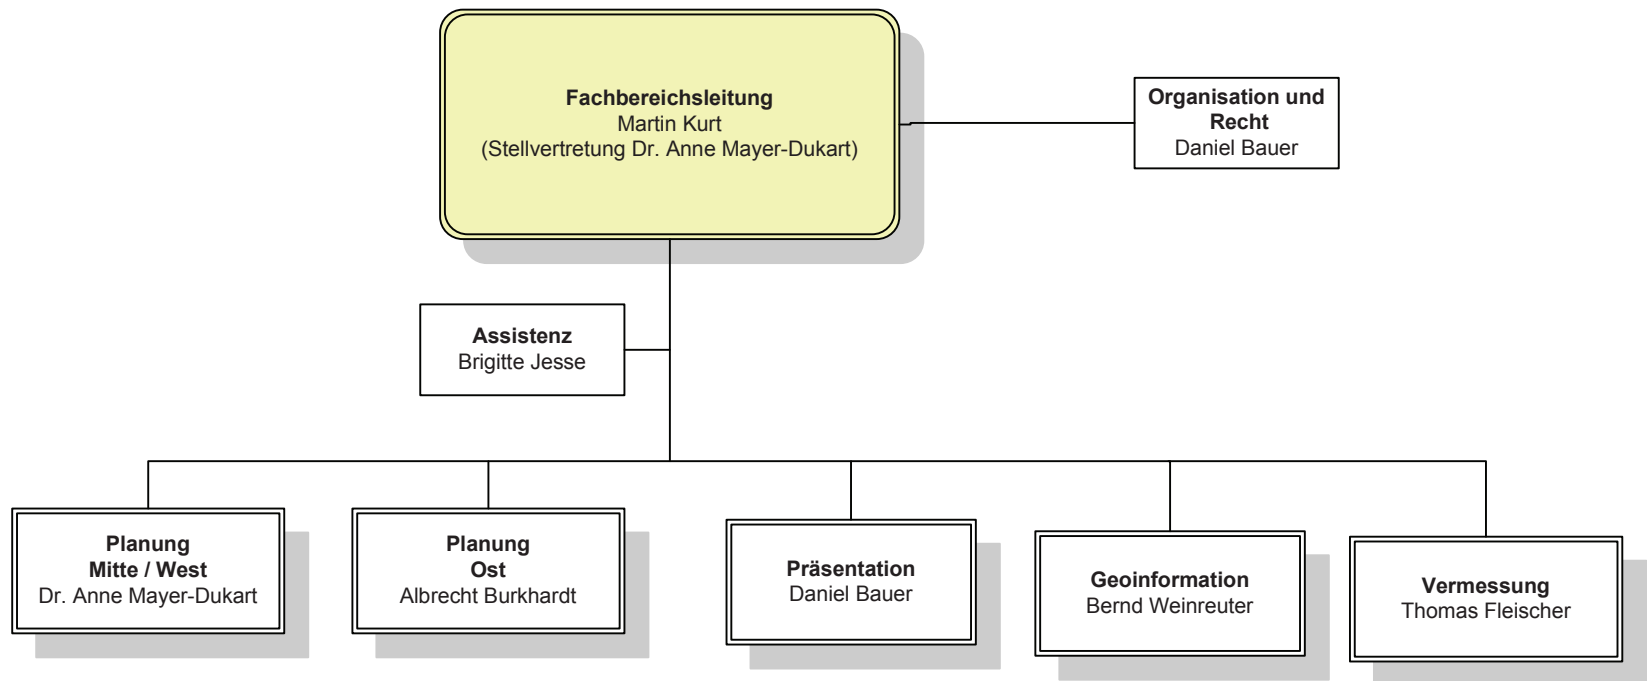 Fachbereichsleitung
Martin Kurt
(Stellvertretung Dr. Anne Mayer-Dukart)
Organisation und
Recht
Daniel Bauer
Assistenz
Brigitte Jesse
Planung
Mitte / West
Dr. Anne Mayer-Dukart
Planung
Ost
Albrecht Burkhardt
Präsentation
Daniel Bauer
Geoinformation
Bernd Weinreuter
Vermessung
Thomas Fleischer